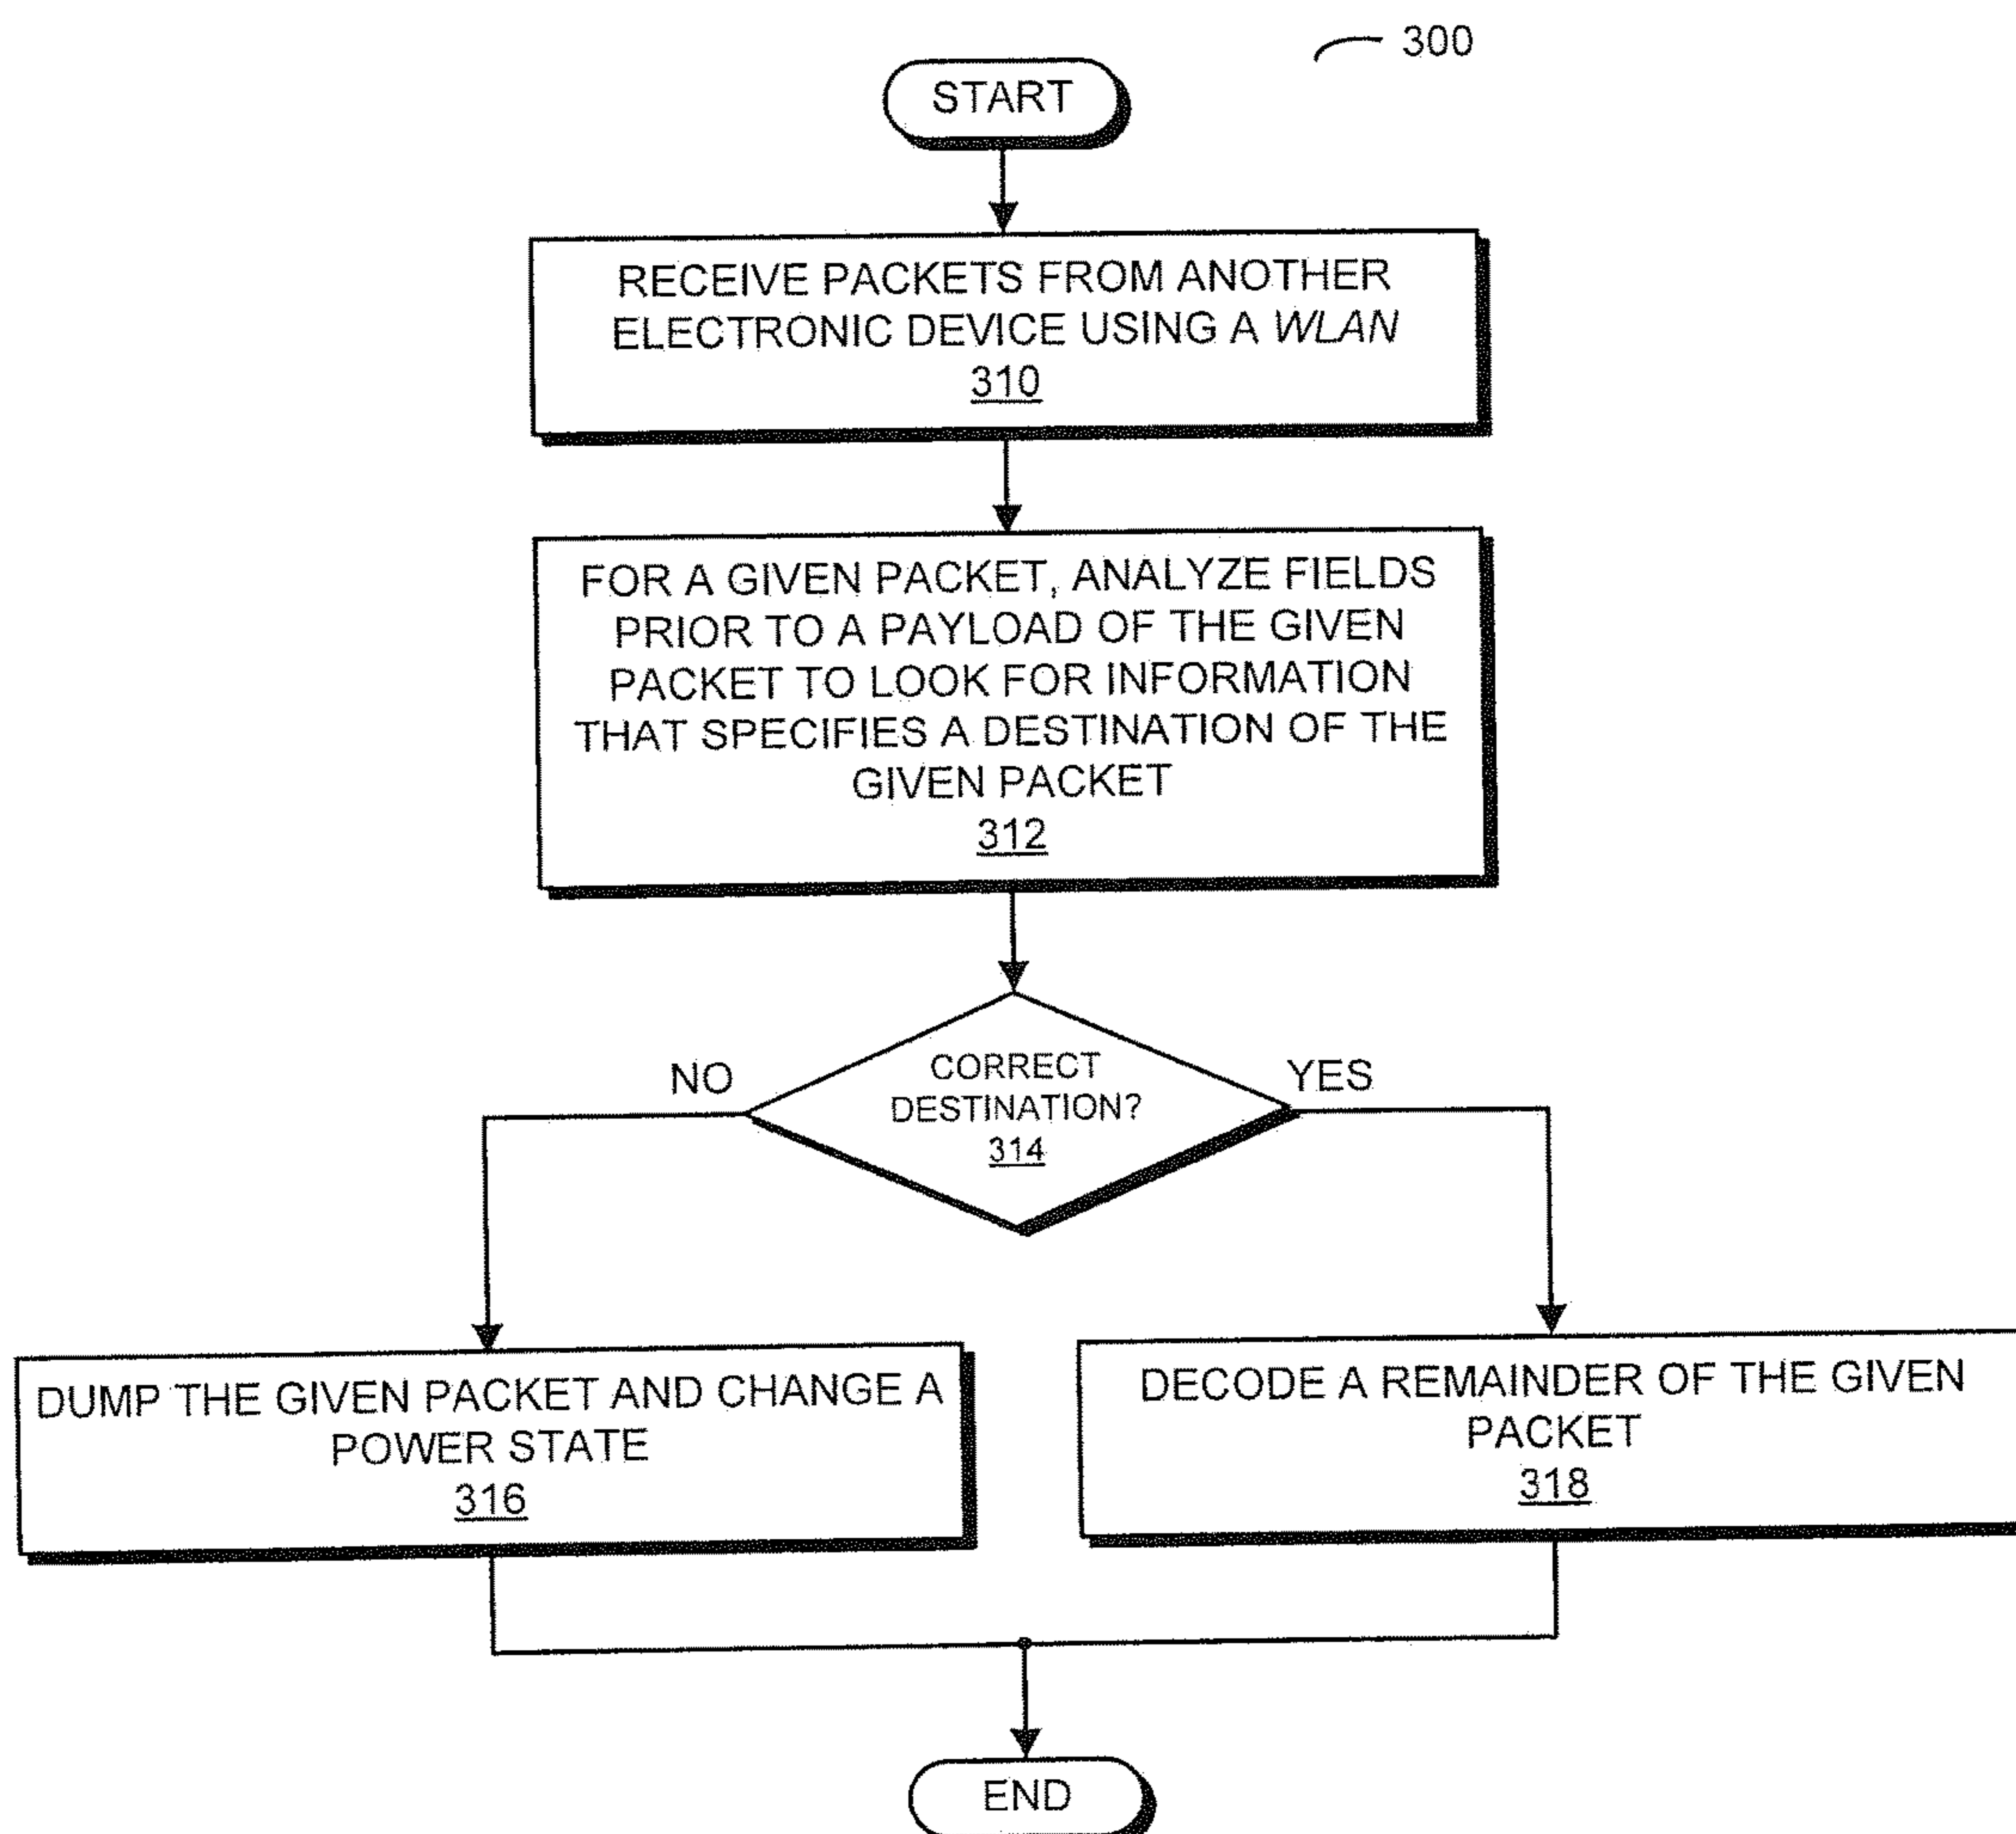 300
START
RECEIVE PACKETS FROM ANOTHER
ELECTRONIC DEVICE USING A WLAN
310
FOR A GIVEN PACKET, ANALYZE FIELDS
PRIOR TO A PAYLOAD OF THE GIVEN
PACKET TO LOOK FOR INFORMATION
THAT SPECIFIES A DESTINATION OF THE
GIVEN PACKET
312
CORRECT
DESTINATION?
314
NO
YES
DUMP THE GIVEN PACKET AND CHANGE A
POWER STATE
316
DECODE A REMAINDER OF THE GIVEN
PACKET
318
END